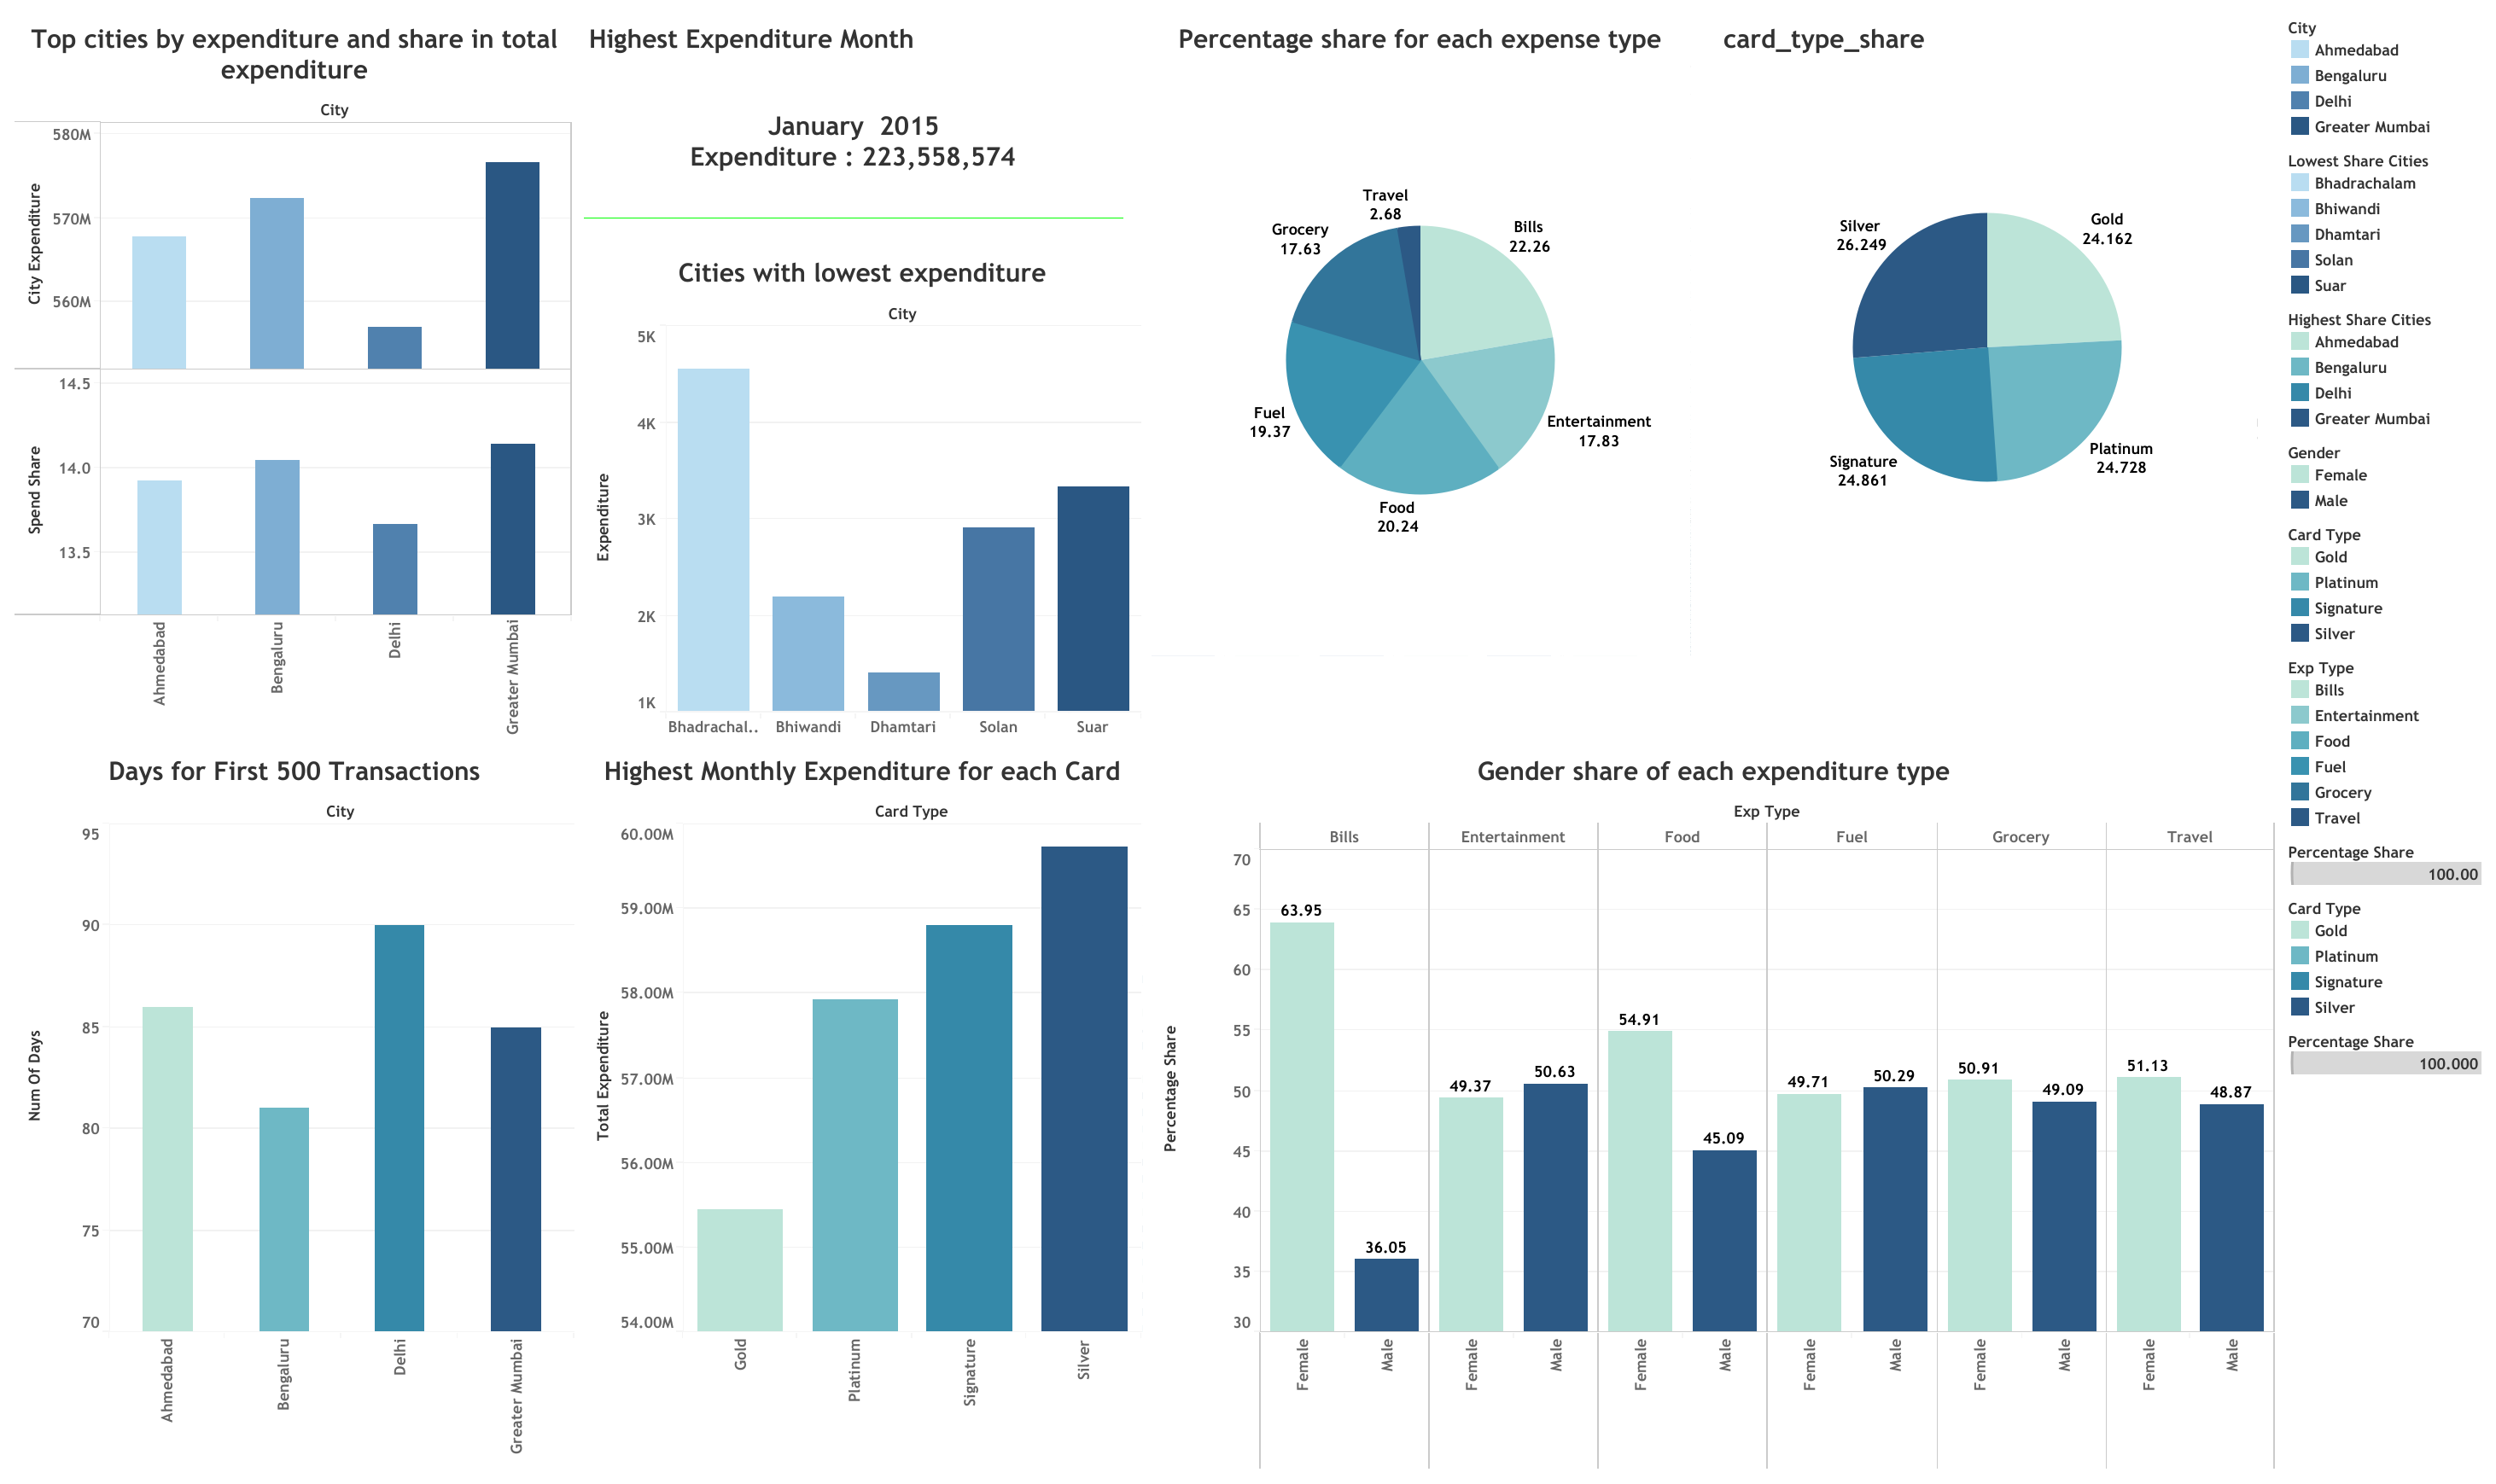 Top cities by expenditure and share in total
expenditure
City
580M
570M
560M
City Expenditure
14.5
14.0
13.5
Spend Share
Ahmedabad
Bengaluru
Delhi
Greater Mumbai
Highest Expenditure Month
January 2015
Expenditure : 223,558,574
Cities with lowest expenditure
City
5K
4K
3K
2K
1K
Expenditure
Bhadrachal..
Bhiwandi
Dhamtari
Solan
Suar
Percentage share for each expense type
Travel
2.68
Bills
22.26
Grocery
17.63
Entertainment
17.83
Fuel
19.37
Food
20.24
card_type_share
Silver
26.249
Gold
24.162
Signature
24.861
Platinum
24.728
Days for First 500 Transactions
City
95
90
85
80
75
70
Num Of Days
Ahmedabad
Bengaluru
Delhi
Greater Mumbai
Highest Monthly Expenditure for each Card
Card Type
60.00M
59.00M
58.00M
57.00M
56.00M
55.00M
54.00M
Total Expenditure
Gold
Platinum
Signature
Silver
Gender share of each expenditure type
Exp Type
Bills
Entertainment
Food
Fuel
Grocery
Travel
70
65
60
55
50
45
40
35
30
Percentage Share
63.95
36.05
49.37
50.63
54.91
45.09
49.71
50.29
50.91
49.09
51.13
48.87
Female
Male
Female
Male
Female
Male
Female
Male
Female
Male
Female
Male
City
Ahmedabad
Bengaluru
Delhi
Greater Mumbai
Lowest Share Cities
Bhadrachalam
Bhiwandi
Dhamtari
Solan
Suar
Highest Share Cities
Ahmedabad
Bengaluru
Delhi
Greater Mumbai
Gender
Female
Male
Card Type
Gold
Platinum
Signature
Silver
Exp Type
Bills
Entertainment
Food
Fuel
Grocery
Travel
Percentage Share
100.00
Card Type
Gold
Platinum
Signature
Silver
Percentage Share
100.000